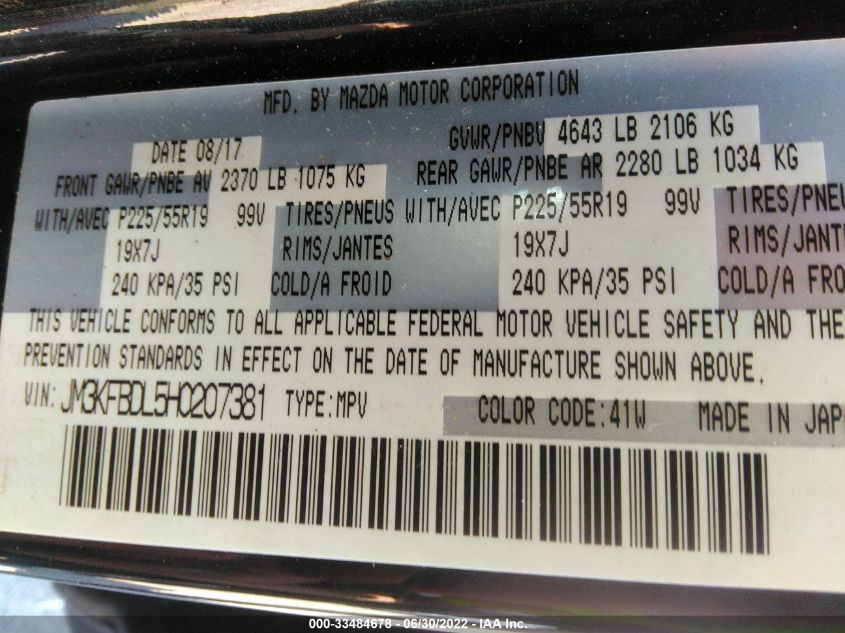 MFD. BY MAZDA MOTOR CORPORATION
DATE 08/17 GVWR/PNBV 4643 LB 2106 KG
FRONT GAWR/PNBE AV 2370 LB 1075 KG REAR GAWR/PNBE AR 2280 LB 1034 KG
WITH/AVEC P225/55R19 99V TIRES/PNEUS WITH/AVEC P225/55R19 99V TIRES/PNEU
19X7J RIMS/JANTES 19X7J RIMS/JANT
240 KPA/35 PSI COLD/A FROID 240 KPA/35 PSI COLD/A FRO
THIS VEHICLE CONFORMS TO ALL APPLICABLE FEDERAL MOTOR VEHICLE SAFETY AND THE
PREVENTION STANDARDS IN EFFECT ON THE DATE OF MANUFACTURE SHOWN ABOVE.
VIN: JM3KFBDL5H0207381 TYPE:MPV COLOR CODE:41W MADE IN JAP
000-33484678 - 06/30/2022 - IAA Inc.